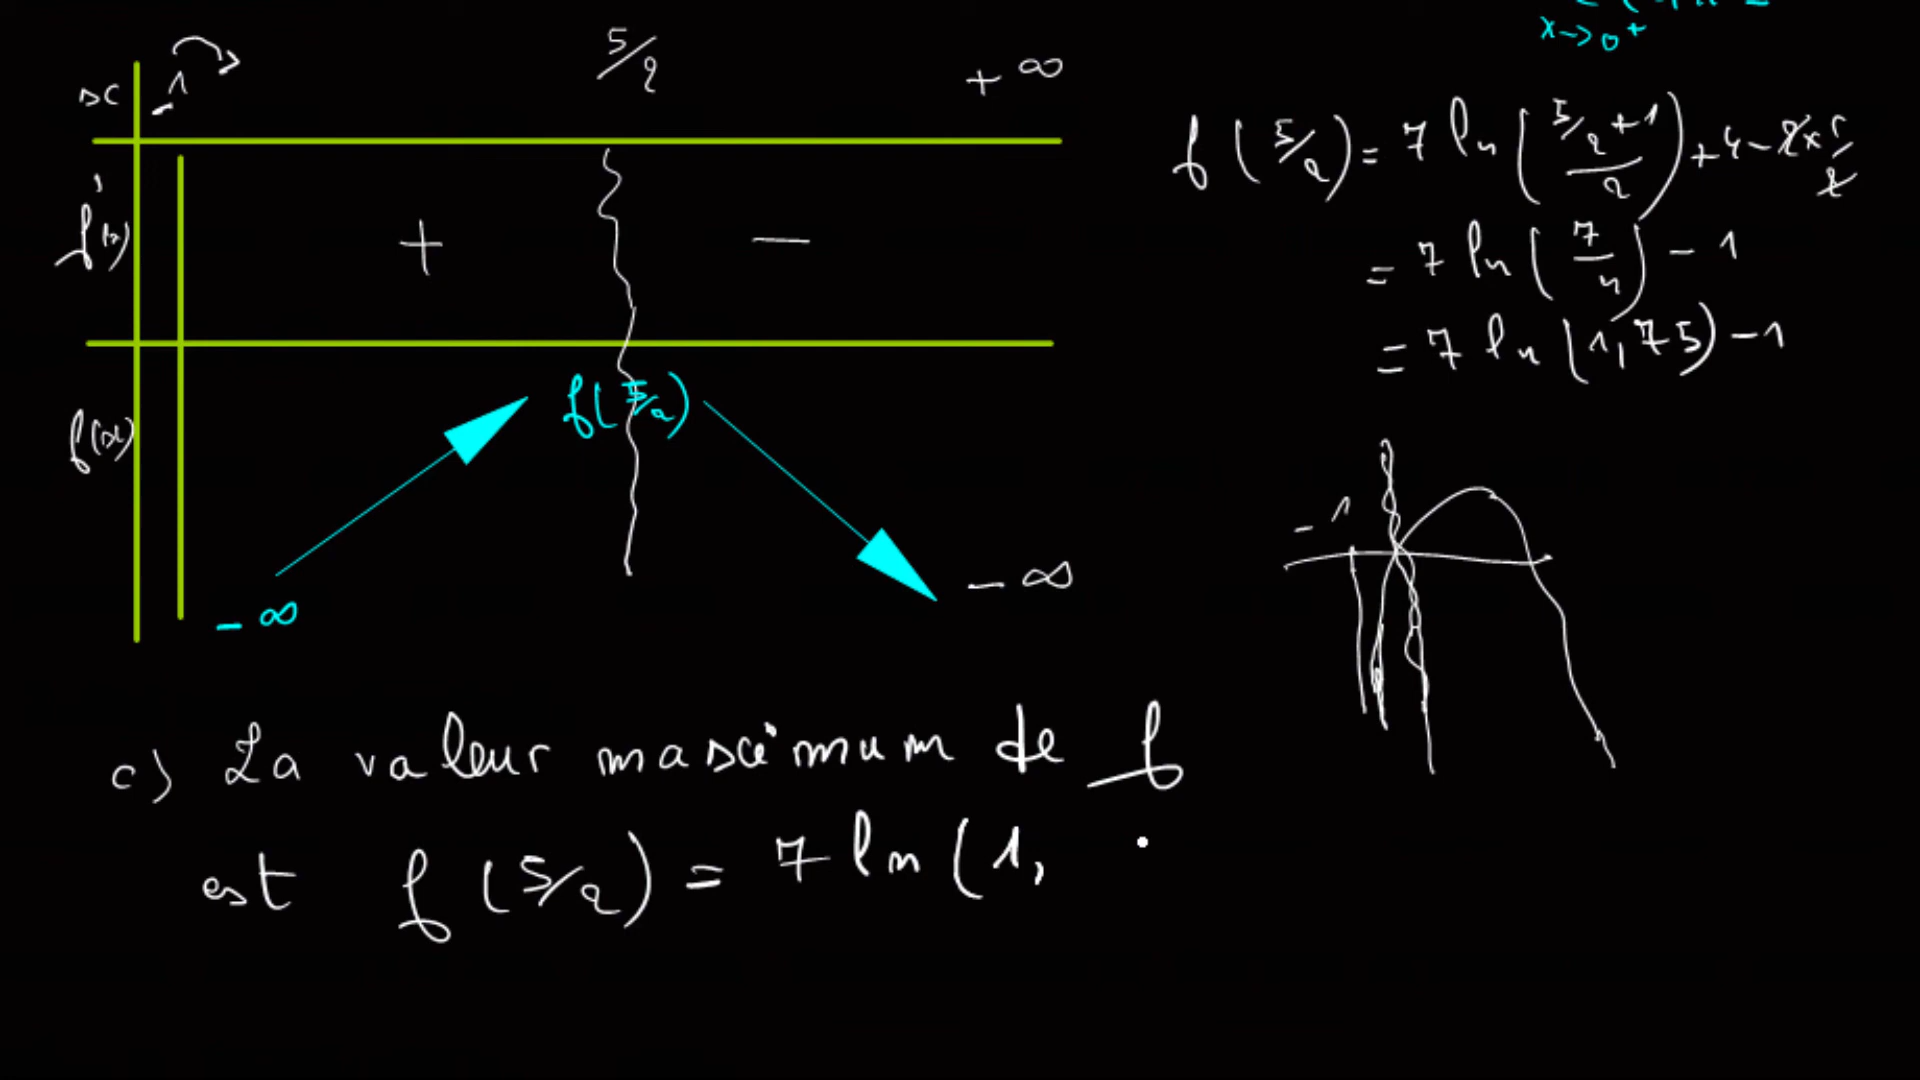 x→0⁺
x -1 5/2 +∞
f'(x) + −
f(x) f(5/2)
-∞ -∞
f(5/2) = 7 ln((5/2+1)/2) + 4 - 2×5/2
= 7 ln(7/4) - 1
= 7 ln(1,75) - 1
-1
c) La valeur maximum de f
est f(5/2) = 7 ln(1,